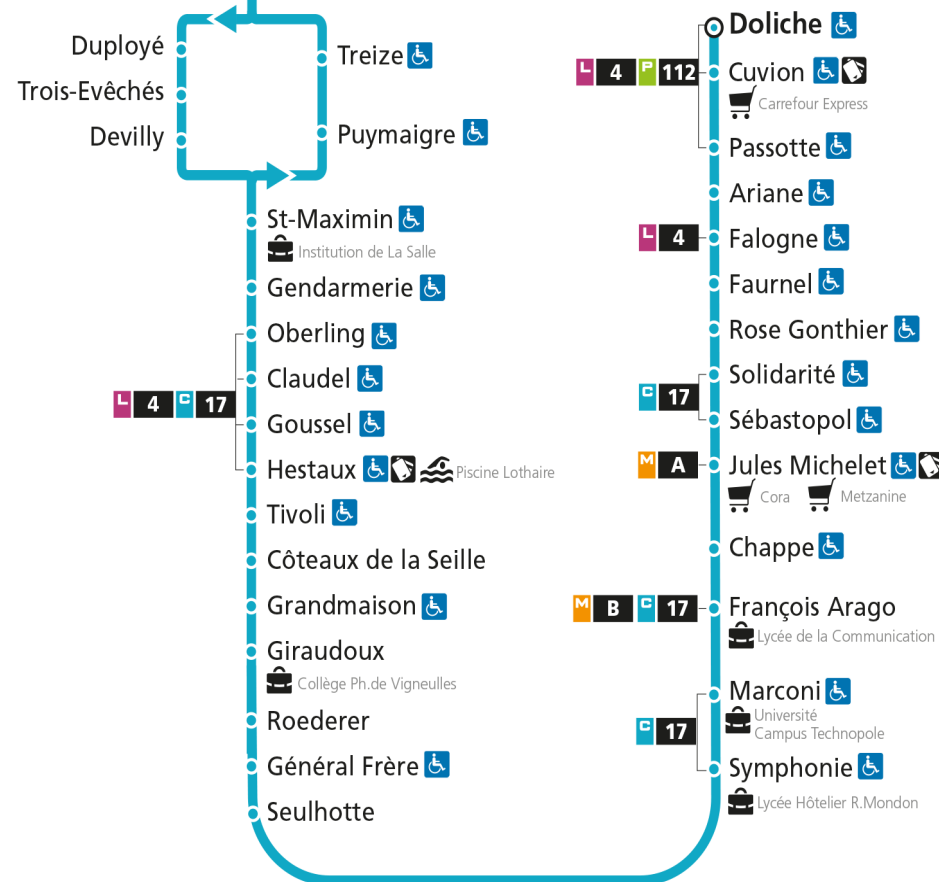 Duployé
Trois-Evêchés
Devilly
Treize
Puymaigre
St-Maximin
Institution de La Salle
Gendarmerie
Oberling
Claudel
L 4 C 17
Goussel
Hestaux Piscine Lothaire
Tivoli
Côteaux de la Seille
Grandmaison
Giraudoux
Collège Ph.de Vigneulles
Roederer
Général Frère
Seulhotte
Doliche
L 4 P 112 Cuvion
Carrefour Express
Passotte
Ariane
L 4 Falogne
Faurnel
Rose Gonthier
Solidarité
C 17
Sébastopol
M A Jules Michelet
Cora Metzanine
Chappe
M B C 17 François Arago
Lycée de la Communication
Marconi
Université
Campus Technopole
C 17
Symphonie
Lycée Hôtelier R.Mondon